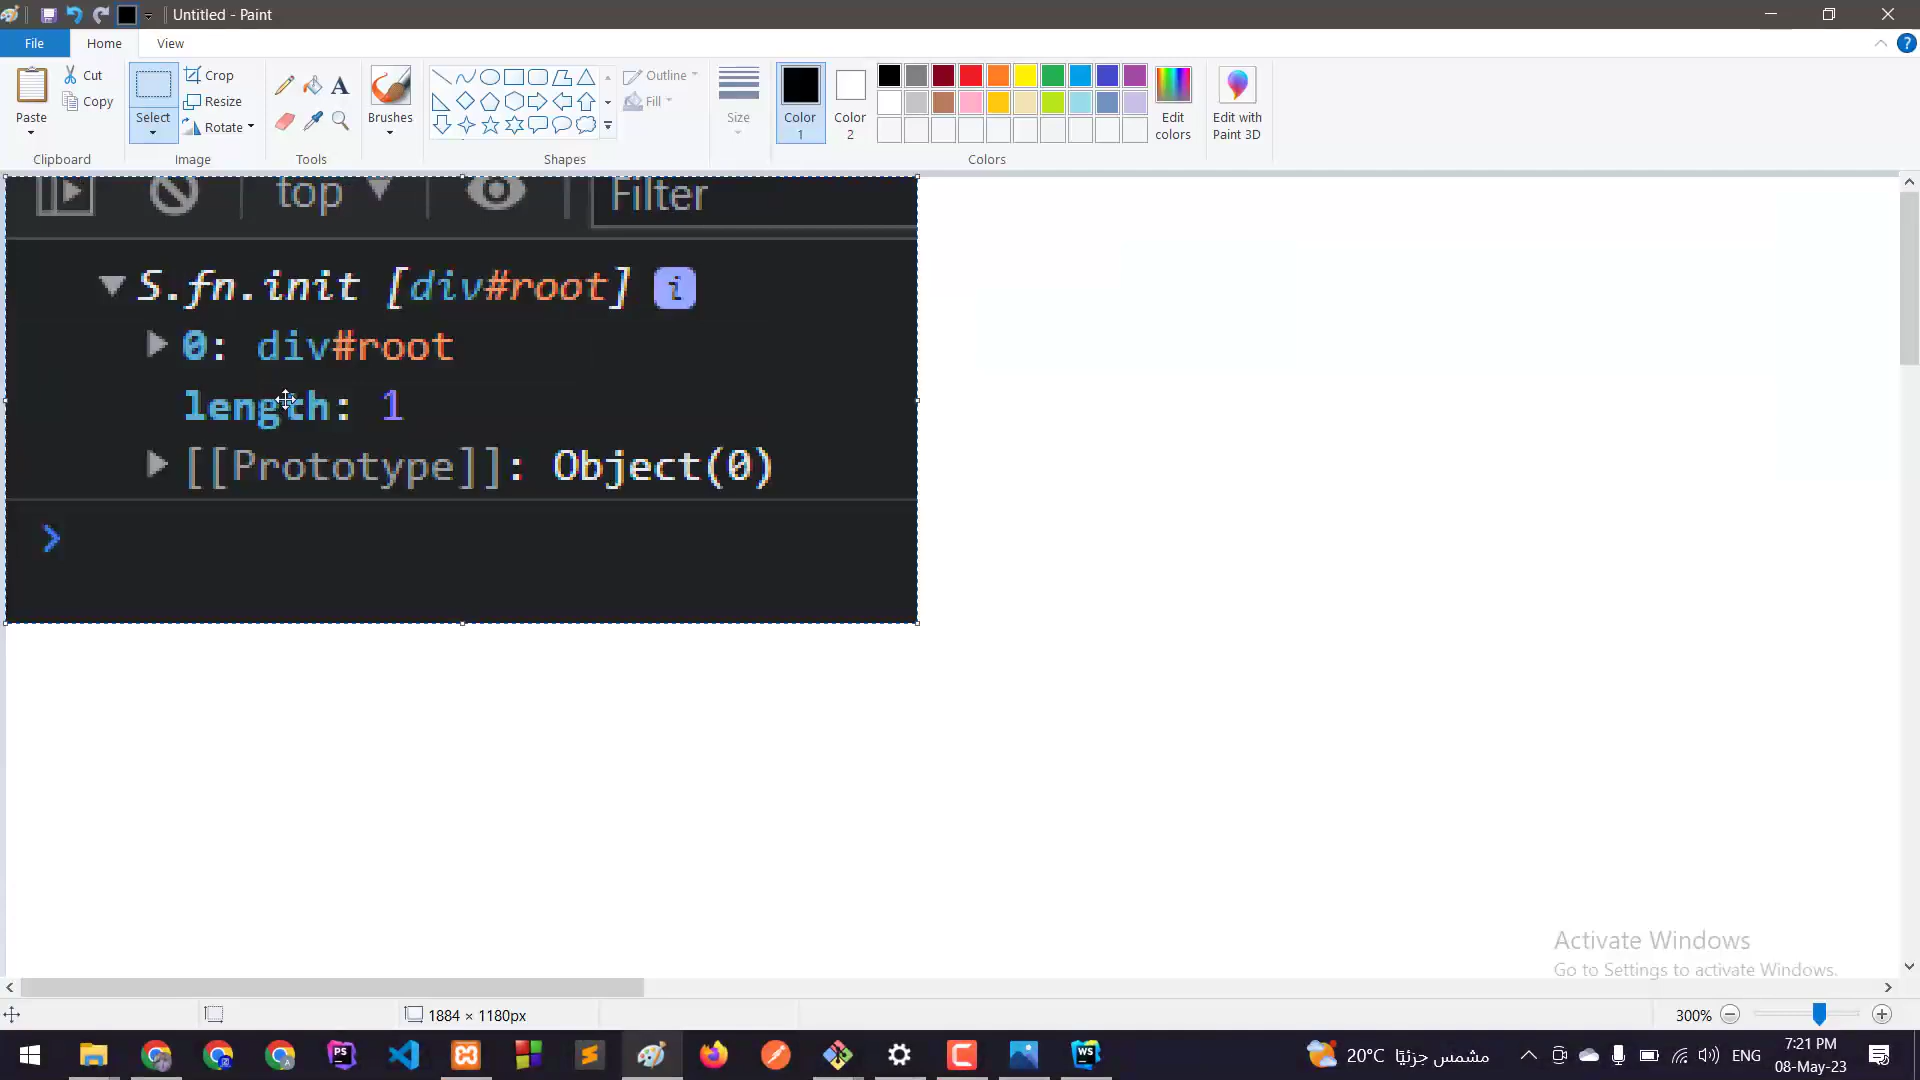 Untitled - Paint
File
Home
View
Paste
Cut
Copy
Clipboard
Select
Crop
Resize
Rotate
Image
A
Tools
Brushes
Outline
Fill
Shapes
Size
Color 1
Color 2
Edit colors
Edit with Paint 3D
Colors
top
Filter
S.fn.init [div#root] i
0: div#root
length: 1
[[Prototype]]: Object(0)
Activate Windows
Go to Settings to activate Windows.
1884 × 1180px
300%
PS
WS
20°C مشمس جزئيًا
ENG
7:21 PM
08-May-23